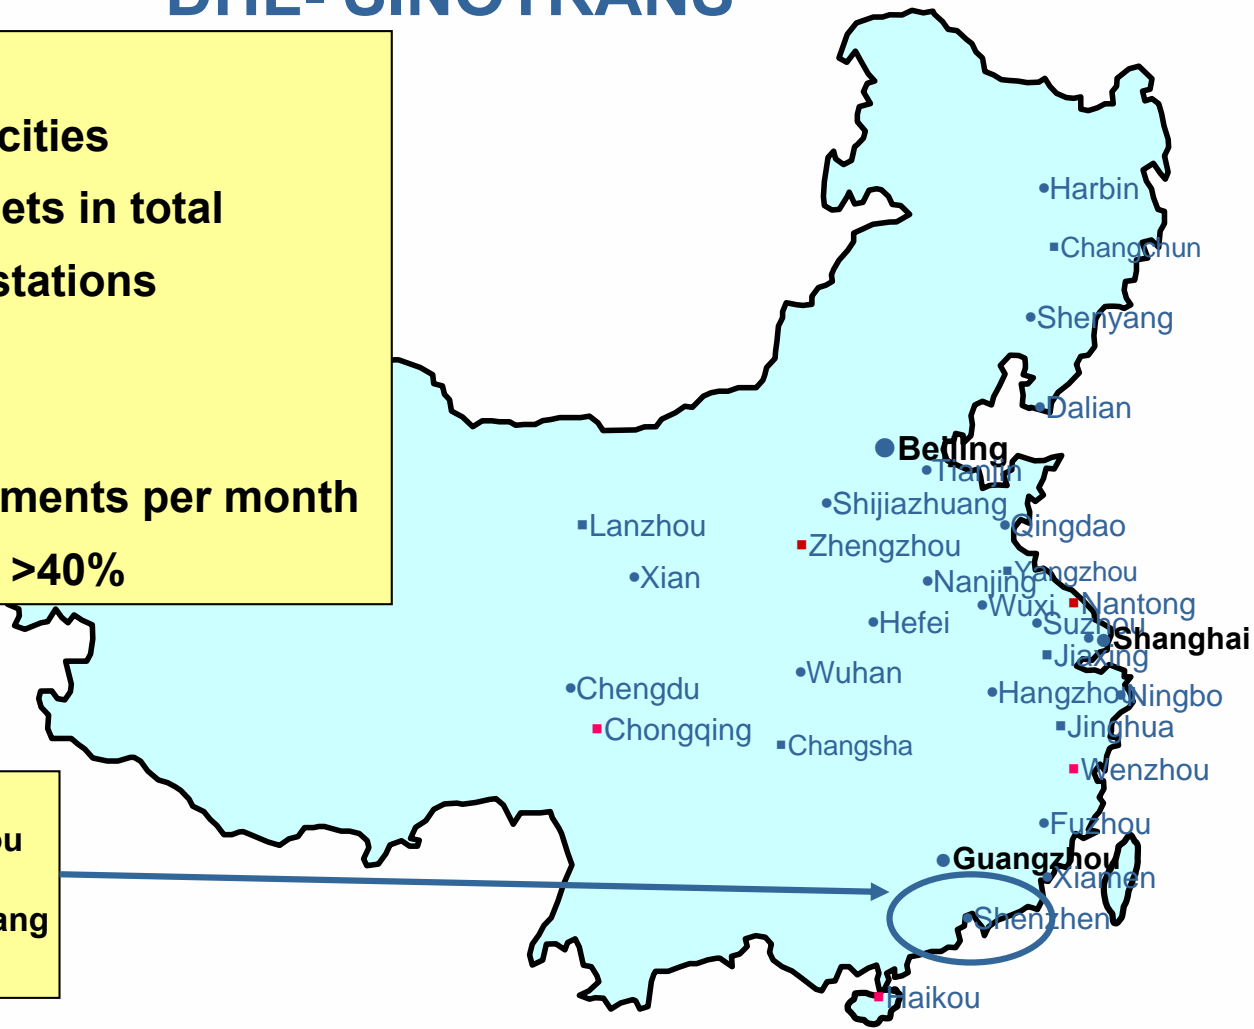 DHL- SINOTRANS
cities
ets in total
stations
ments per month
>40%
Harbin
Changchun
Shenyang
Dalian
Beijing
Tianjin
Shijiazhuang
Lanzhou
Qingdao
Zhengzhou
Xian
Yangzhou
Nanjing
Wuxi
Nantong
Hefei
Suzhou
Shanghai
Jiaxing
Wuhan
Chengdu
Hangzhou
Ningbo
Chongqing
Jinghua
Changsha
Wenzhou
Fuzhou
ou
Guangzhou
Xiamen
ang
Shenzhen
Haikou